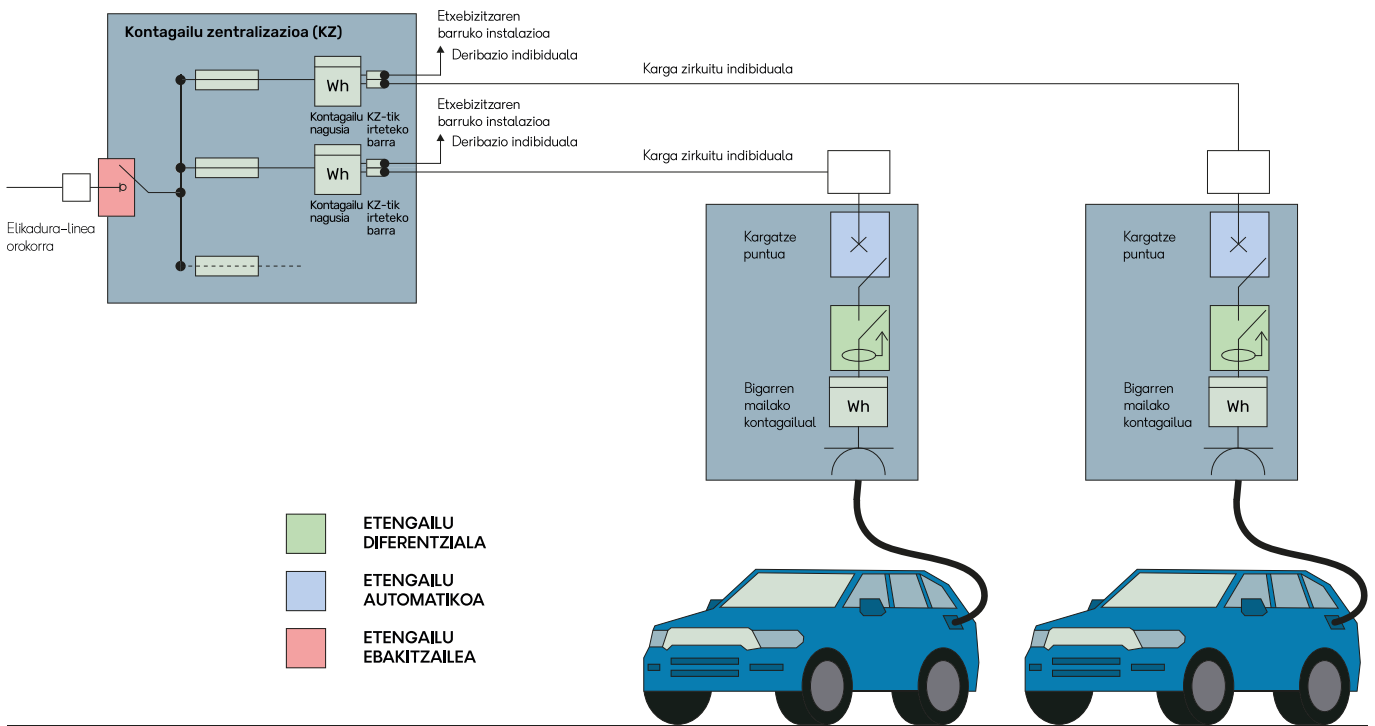 Kontagailu zentralizazioa (KZ)
Etxebizitzaren
barruko instalazioa
Deribazio indibiduala
Karga zirkuitu indibiduala
Wh
Kontagailu
nagusia
KZ-tik
irteteko
barra
Etxebizitzaren
barruko instalazioa
Deribazio indibiduala
Karga zirkuitu indibiduala
Wh
Kontagailu
nagusia
KZ-tik
irteteko
barra
Elikadura-linea
orokorra
Kargatze
puntua
Bigarren
mailako
kontagailual
Wh
Kargatze
puntua
Bigarren
mailako
kontagailua
Wh
ETENGAILU
DIFERENTZIALA
ETENGAILU
AUTOMATIKOA
ETENGAILU
EBAKITZAILEA